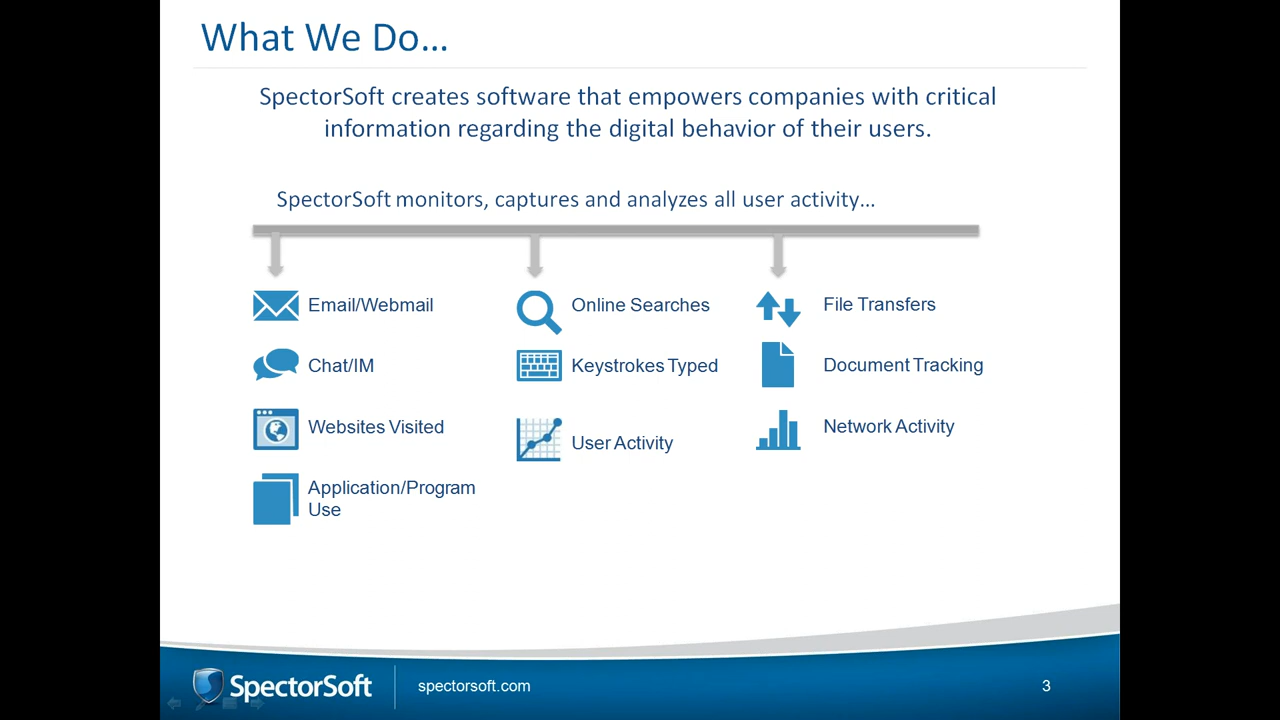 What We Do…
SpectorSoft creates software that empowers companies with critical
information regarding the digital behavior of their users.
SpectorSoft monitors, captures and analyzes all user activity…
Email/Webmail
Chat/IM
Websites Visited
Application/Program
Use
Online Searches
Keystrokes Typed
User Activity
File Transfers
Document Tracking
Network Activity
SpectorSoft
spectorsoft.com
3